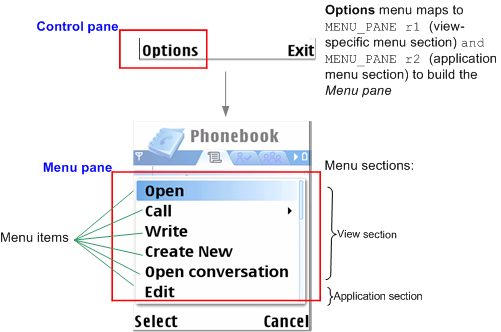 Control pane
Options
Exit
Options menu maps to
MENU_PANE r1 (view-
specific menu section) and
MENU_PANE r2 (application
menu section) to build the
Menu pane
Phonebook
Menu pane
Menu sections:
Open
Call
Write
Create New
Open conversation
Edit
Menu items
View section
Application section
Select
Cancel